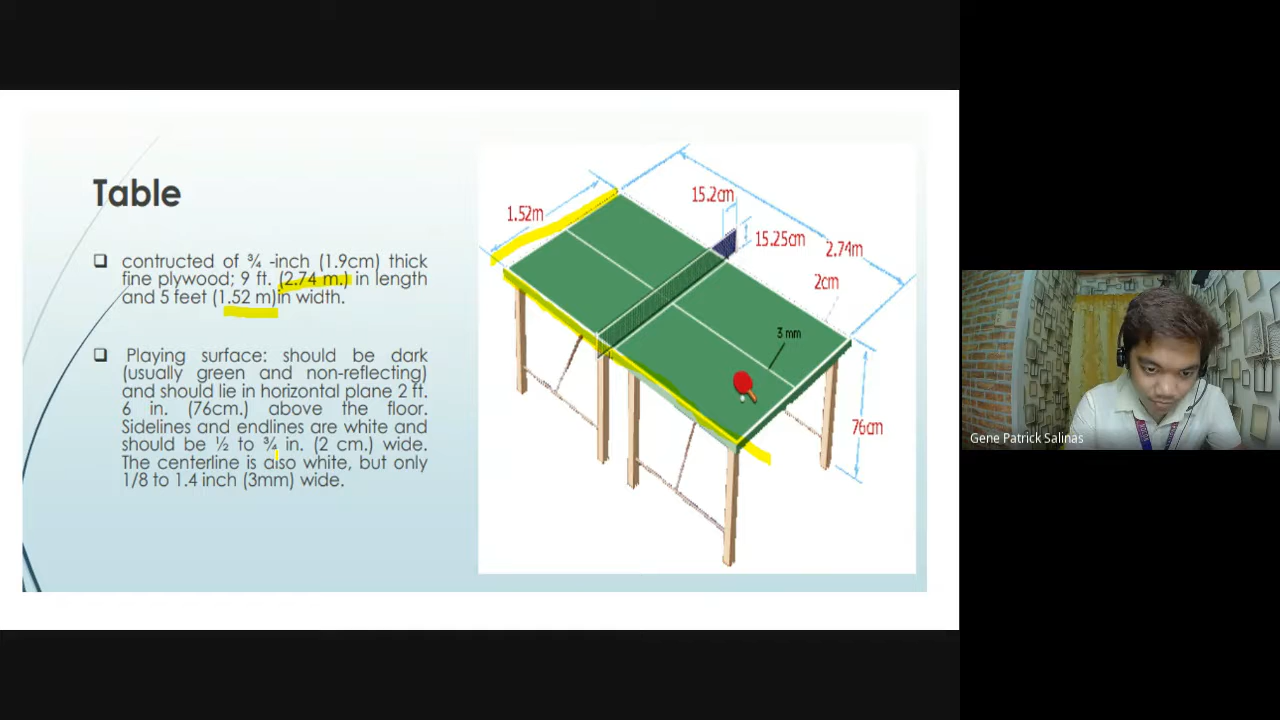 Table
❑ contructed of ¾ -inch (1.9cm) thick
fine plywood; 9 ft. (2.74 m.) in length
and 5 feet (1.52 m)in width.
❑ Playing surface: should be dark
(usually green and non-reflecting)
and should lie in horizontal plane 2 ft.
6 in. (76cm.) above the floor.
Sidelines and endlines are white and
should be ½ to ¾ in. (2 cm.) wide.
The centerline is also white, but only
1/8 to 1.4 inch (3mm) wide.
15.2cm
1.52m
15.25cm
2.74m
2cm
3 mm
76cm
Gene Patrick Salinas